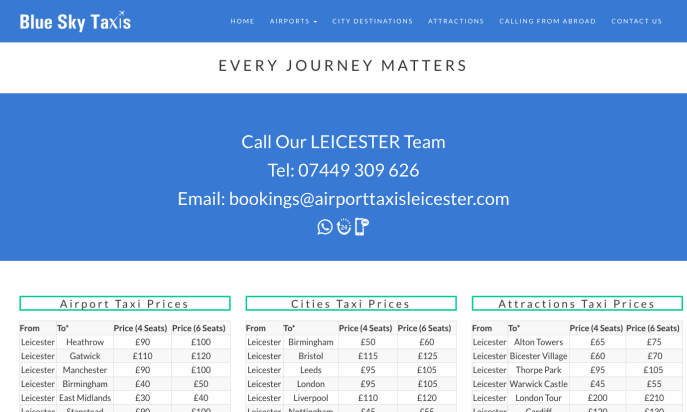 Blue Sky Taxis
HOME AIRPORTS CITY DESTINATIONS ATTRACTIONS CALLING FROM ABROAD CONTACT US
EVERY JOURNEY MATTERS
Call Our LEICESTER Team
Tel: 07449 309 626
Email: bookings@airporttaxisleicester.com
24
Airport Taxi Prices
From To* Price (4 Seats) Price (6 Seats)
Leicester Heathrow £90 £100
Leicester Gatwick £110 £120
Leicester Manchester £90 £100
Leicester Birmingham £40 £50
Leicester East Midlands £30 £40
Leicester Stanstead £90 £100
Cities Taxi Prices
From To* Price (4 Seats) Price (6 Seats)
Leicester Birmingham £50 £60
Leicester Bristol £115 £125
Leicester Leeds £95 £105
Leicester London £95 £105
Leicester Liverpool £110 £120
Leicester Nottingham £45 £55
Attractions Taxi Prices
From To* Price (4 Seats) Price (6 Seats)
Leicester Alton Towers £65 £75
Leicester Bicester Village £60 £70
Leicester Thorpe Park £95 £105
Leicester Warwick Castle £45 £55
Leicester London Tour £200 £210
Leicester Cardiff £120 £130